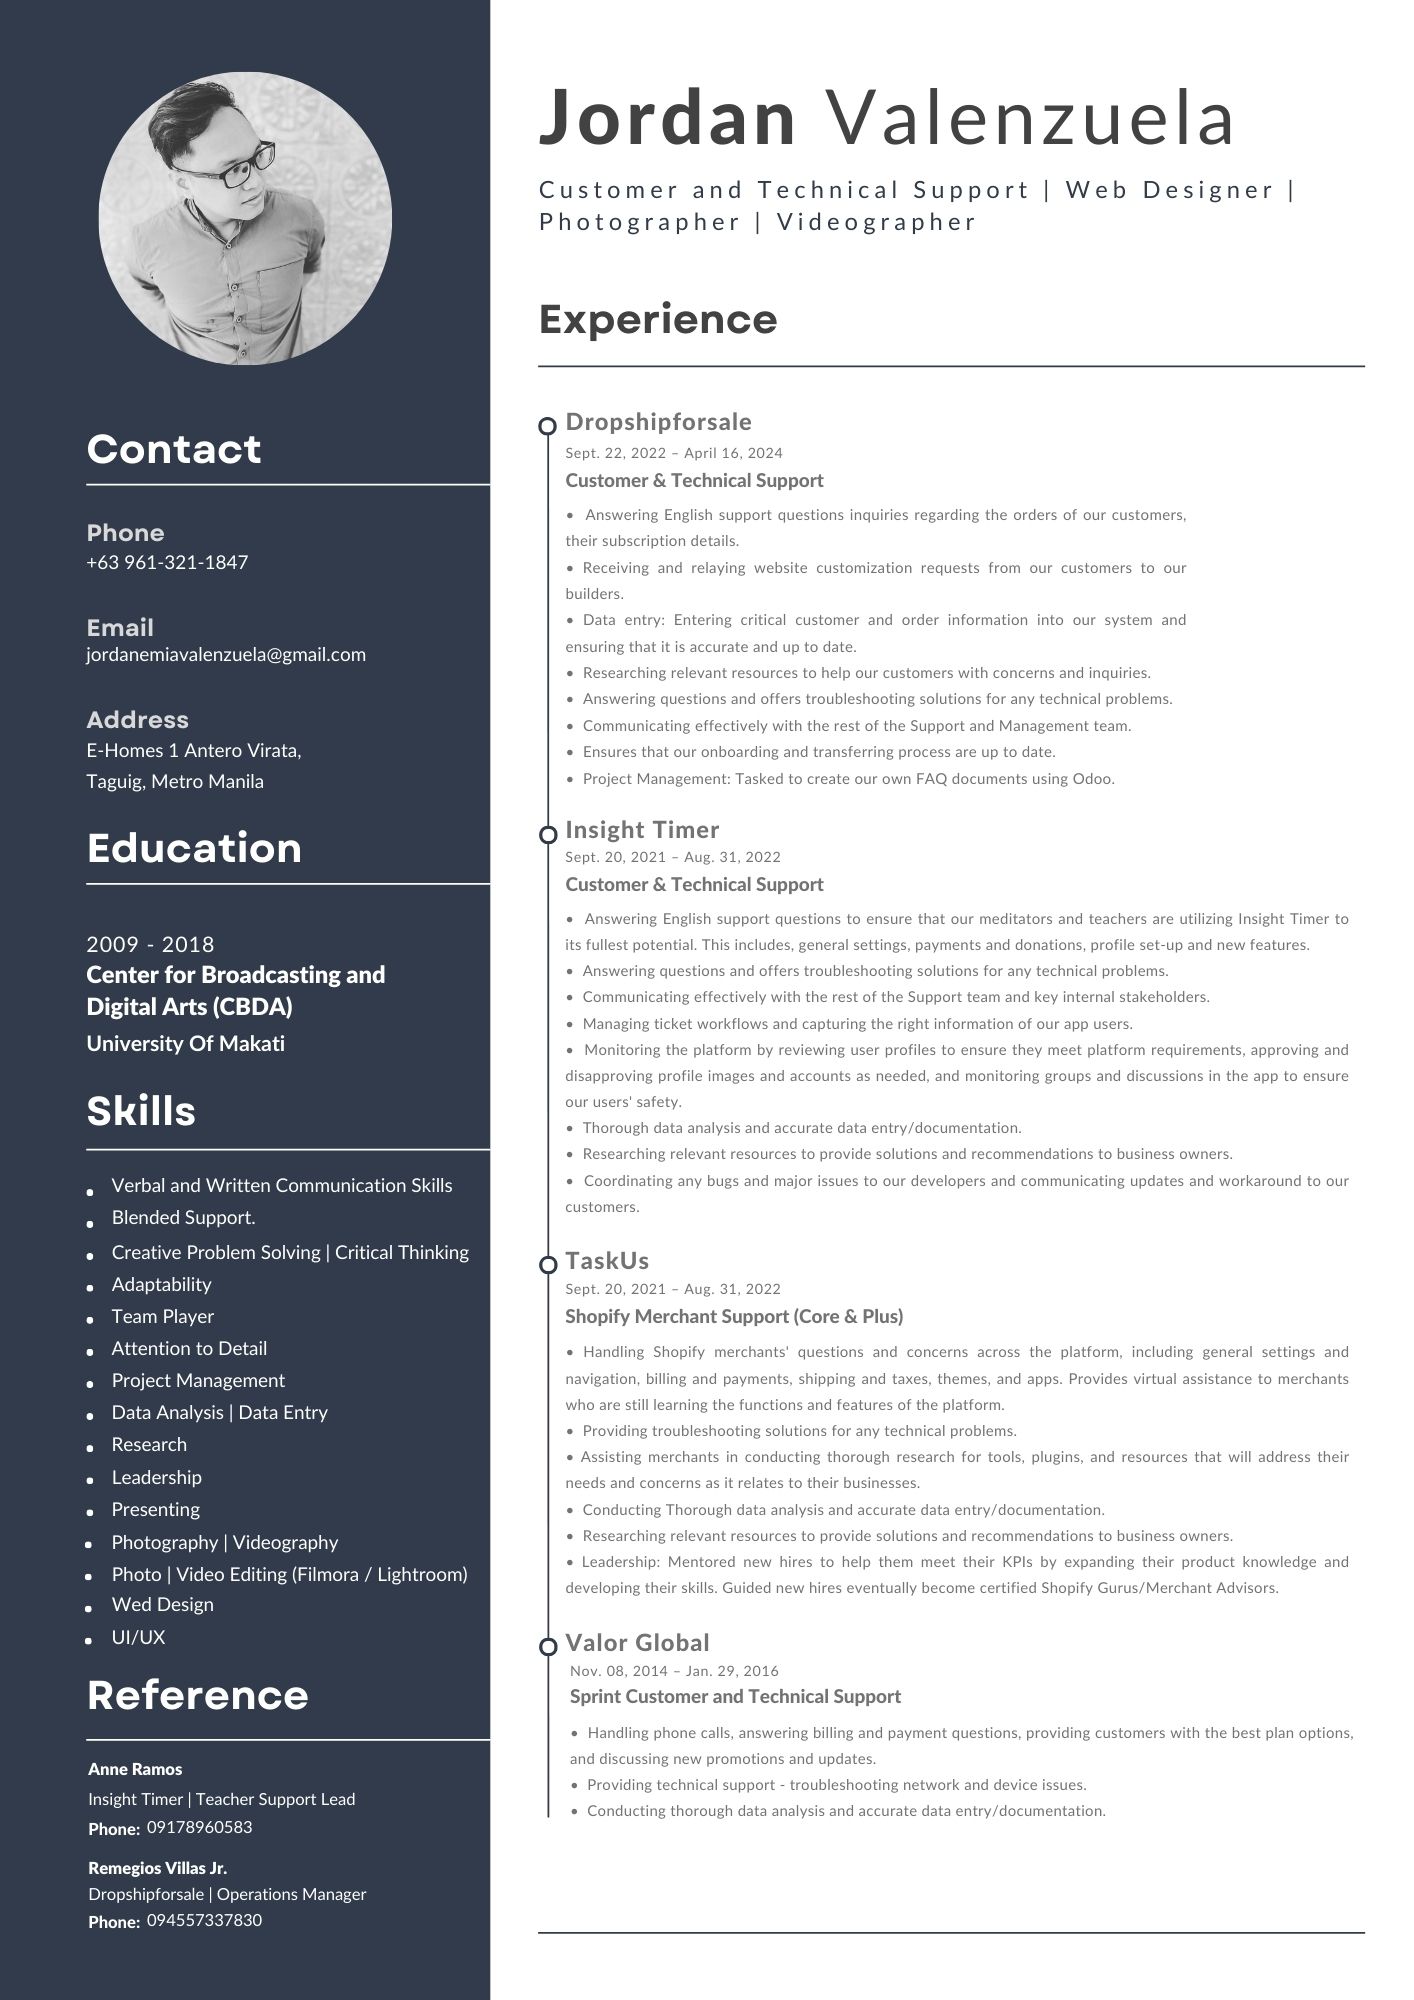 Jordan Valenzuela
Customer and Technical Support | Web Designer |
Photographer | Videographer
Contact
Phone
+63 961-321-1847
Email
jordanemiavalenzuela@gmail.com
Address
E-Homes 1 Antero Virata,
Taguig, Metro Manila
Education
2009 - 2018
Center for Broadcasting and
Digital Arts (CBDA)
University Of Makati
Skills
• Verbal and Written Communication Skills
• Blended Support.
• Creative Problem Solving | Critical Thinking
• Adaptability
• Team Player
• Attention to Detail
• Project Management
• Data Analysis | Data Entry
• Research
• Leadership
• Presenting
• Photography | Videography
• Photo | Video Editing (Filmora / Lightroom)
• Wed Design
• UI/UX
Reference
Anne Ramos
Insight Timer | Teacher Support Lead
Phone: 09178960583
Remegios Villas Jr.
Dropshipforsale | Operations Manager
Phone: 094557337830
Experience
Dropshipforsale
Sept. 22, 2022 – April 16, 2024
Customer & Technical Support
• Answering English support questions inquiries regarding the orders of our customers,
their subscription details.
• Receiving and relaying website customization requests from our customers to our
builders.
• Data entry: Entering critical customer and order information into our system and
ensuring that it is accurate and up to date.
• Researching relevant resources to help our customers with concerns and inquiries.
• Answering questions and offers troubleshooting solutions for any technical problems.
• Communicating effectively with the rest of the Support and Management team.
• Ensures that our onboarding and transferring process are up to date.
• Project Management: Tasked to create our own FAQ documents using Odoo.
Insight Timer
Sept. 20, 2021 – Aug. 31, 2022
Customer & Technical Support
• Answering English support questions to ensure that our meditators and teachers are utilizing Insight Timer to
its fullest potential. This includes, general settings, payments and donations, profile set-up and new features.
• Answering questions and offers troubleshooting solutions for any technical problems.
• Communicating effectively with the rest of the Support team and key internal stakeholders.
• Managing ticket workflows and capturing the right information of our app users.
• Monitoring the platform by reviewing user profiles to ensure they meet platform requirements, approving and
disapproving profile images and accounts as needed, and monitoring groups and discussions in the app to ensure
our users' safety.
• Thorough data analysis and accurate data entry/documentation.
• Researching relevant resources to provide solutions and recommendations to business owners.
• Coordinating any bugs and major issues to our developers and communicating updates and workaround to our
customers.
TaskUs
Sept. 20, 2021 – Aug. 31, 2022
Shopify Merchant Support (Core & Plus)
• Handling Shopify merchants' questions and concerns across the platform, including general settings and
navigation, billing and payments, shipping and taxes, themes, and apps. Provides virtual assistance to merchants
who are still learning the functions and features of the platform.
• Providing troubleshooting solutions for any technical problems.
• Assisting merchants in conducting thorough research for tools, plugins, and resources that will address their
needs and concerns as it relates to their businesses.
• Conducting Thorough data analysis and accurate data entry/documentation.
• Researching relevant resources to provide solutions and recommendations to business owners.
• Leadership: Mentored new hires to help them meet their KPIs by expanding their product knowledge and
developing their skills. Guided new hires eventually become certified Shopify Gurus/Merchant Advisors.
Valor Global
Nov. 08, 2014 – Jan. 29, 2016
Sprint Customer and Technical Support
• Handling phone calls, answering billing and payment questions, providing customers with the best plan options,
and discussing new promotions and updates.
• Providing technical support - troubleshooting network and device issues.
• Conducting thorough data analysis and accurate data entry/documentation.